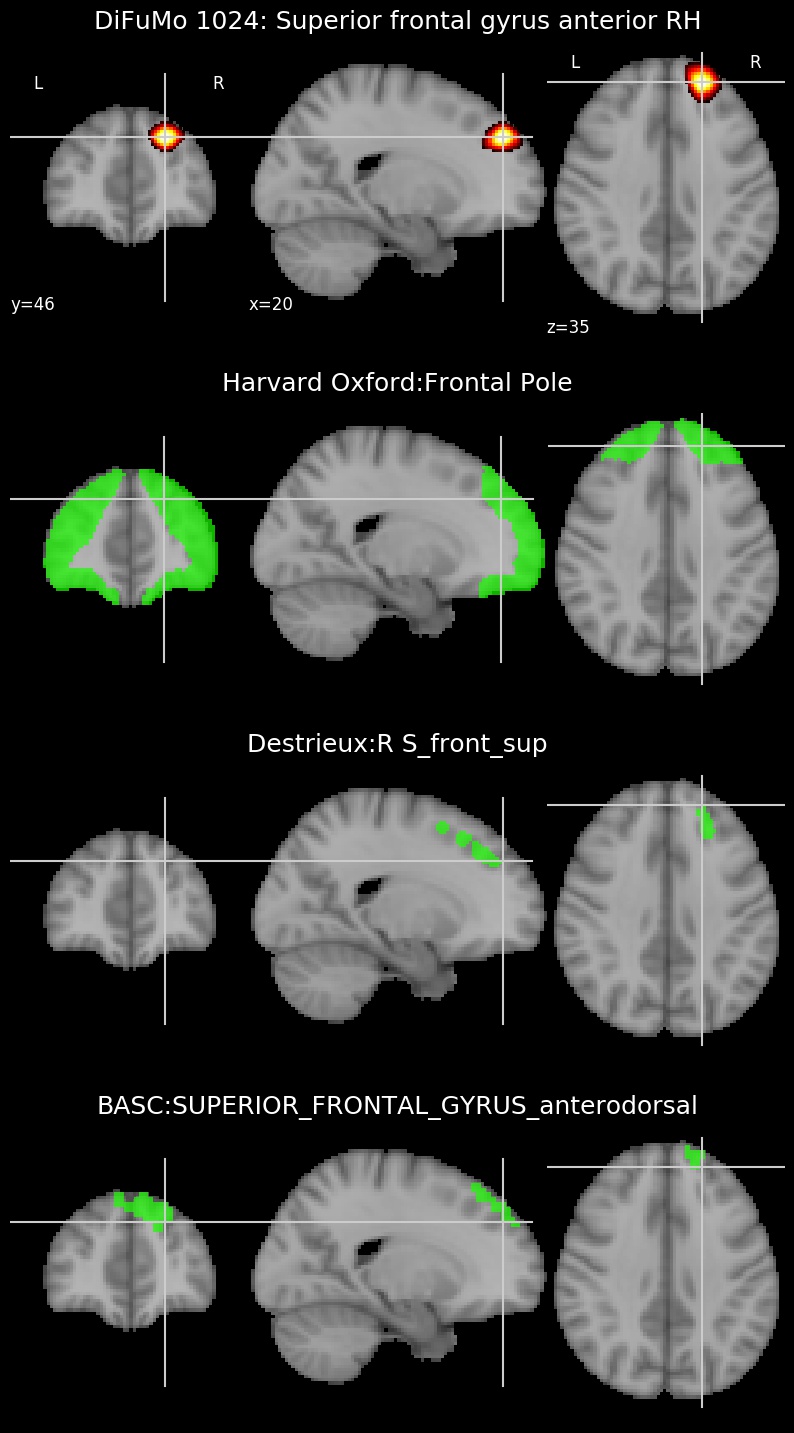 DiFuMo 1024: Superior frontal gyrus anterior RH
L R
L R
y=46
x=20
z=35
Harvard Oxford:Frontal Pole
Destrieux:R S_front_sup
BASC:SUPERIOR_FRONTAL_GYRUS_anterodorsal